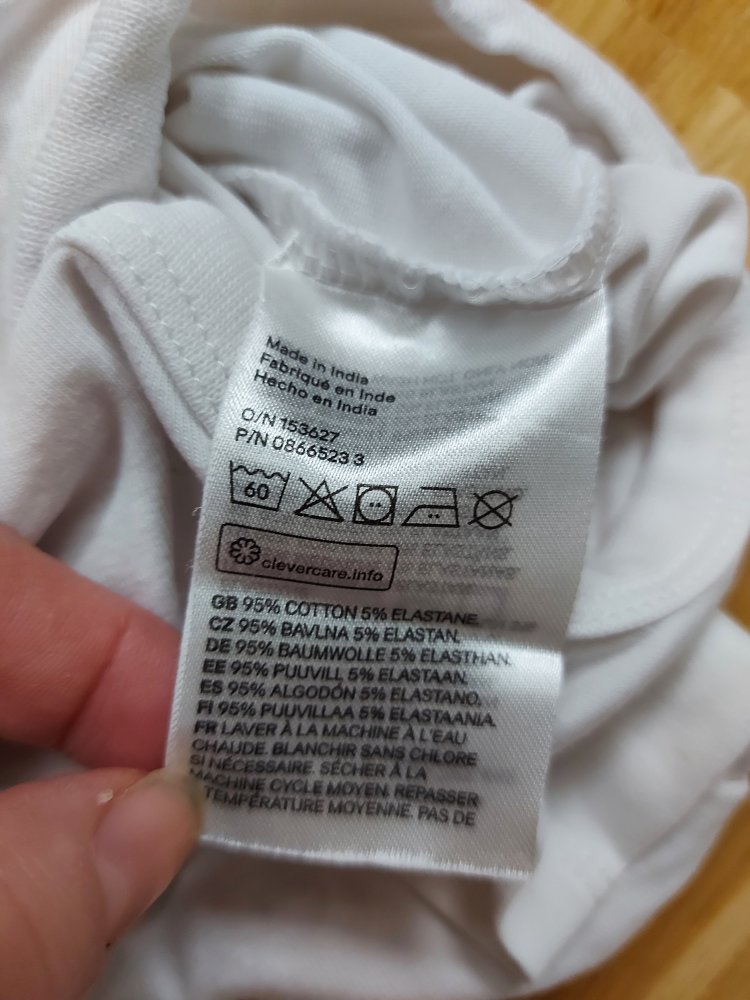 Made in India
Fabriqué en Inde
Hecho en India
O/N 153627
P/N 0866523 3
60
clevercare.info
GB 95% COTTON 5% ELASTANE.
CZ 95% BAVLNA 5% ELASTAN.
DE 95% BAUMWOLLE 5% ELASTHAN.
EE 95% PUUVILL 5% ELASTAAN.
ES 95% ALGODÓN 5% ELASTANO.
FI 95% PUUVILLAA 5% ELASTAANIA.
FR LAVER À LA MACHINE À L'EAU
CHAUDE. BLANCHIR SANS CHLORE
SI NÉCESSAIRE. SÉCHER À LA
MACHINE CYCLE MOYEN. REPASSER
TEMPÉRATURE MOYENNE. PAS DE